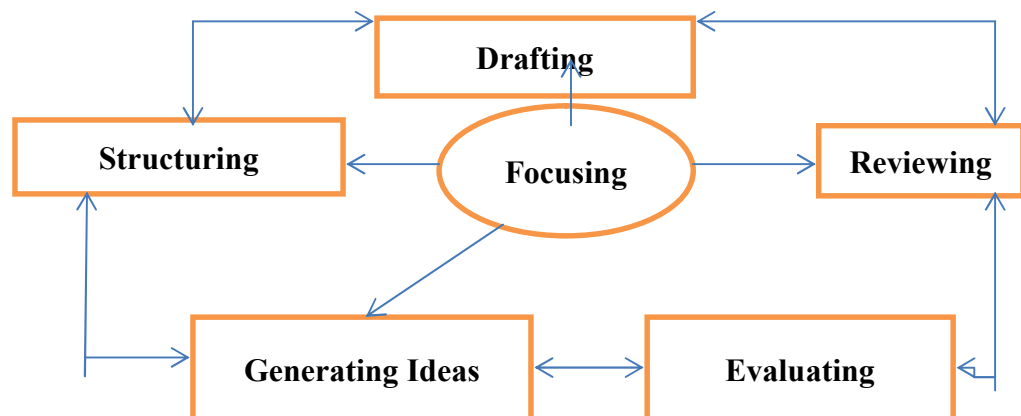 Drafting
Structuring
Focusing
Reviewing
Generating Ideas
Evaluating